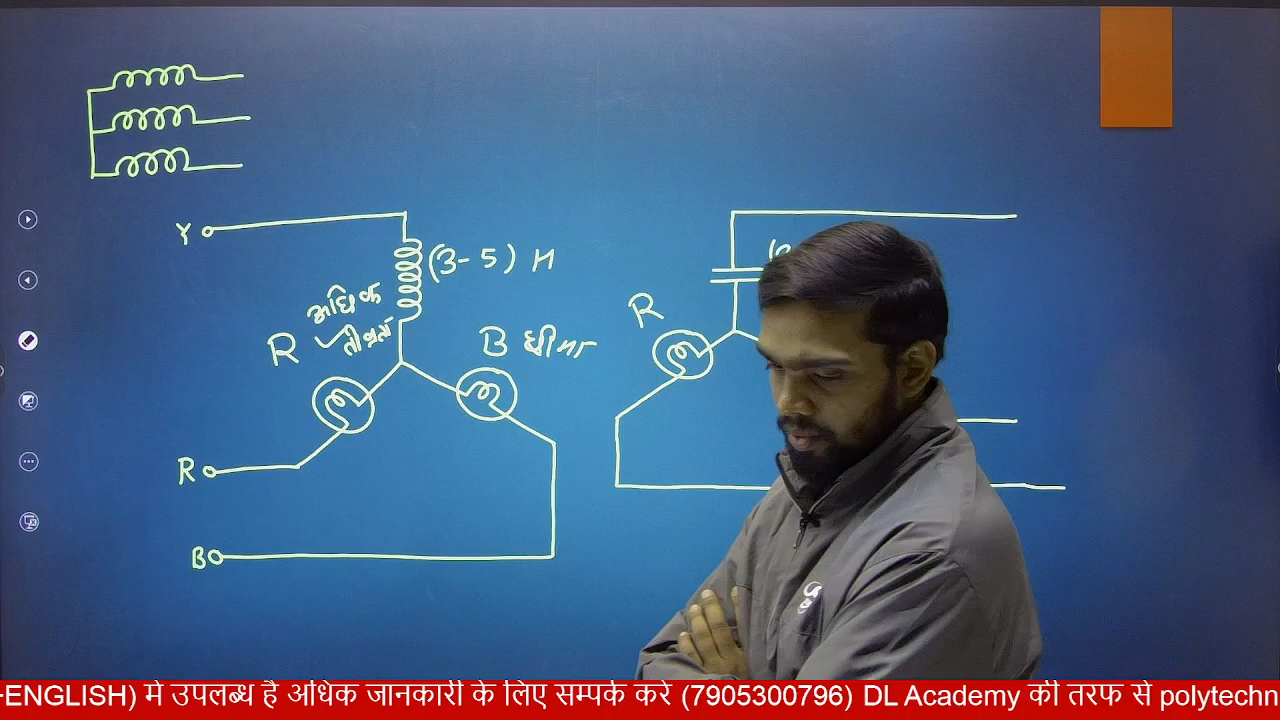 Y
(3-5) H
अधिक
R तीव्रता
B धीमा
R
R
B
-ENGLISH) में उपलब्ध है अधिक जानकारी के लिए सम्पर्क करें (7905300796) DL Academy की तरफ से polytechn